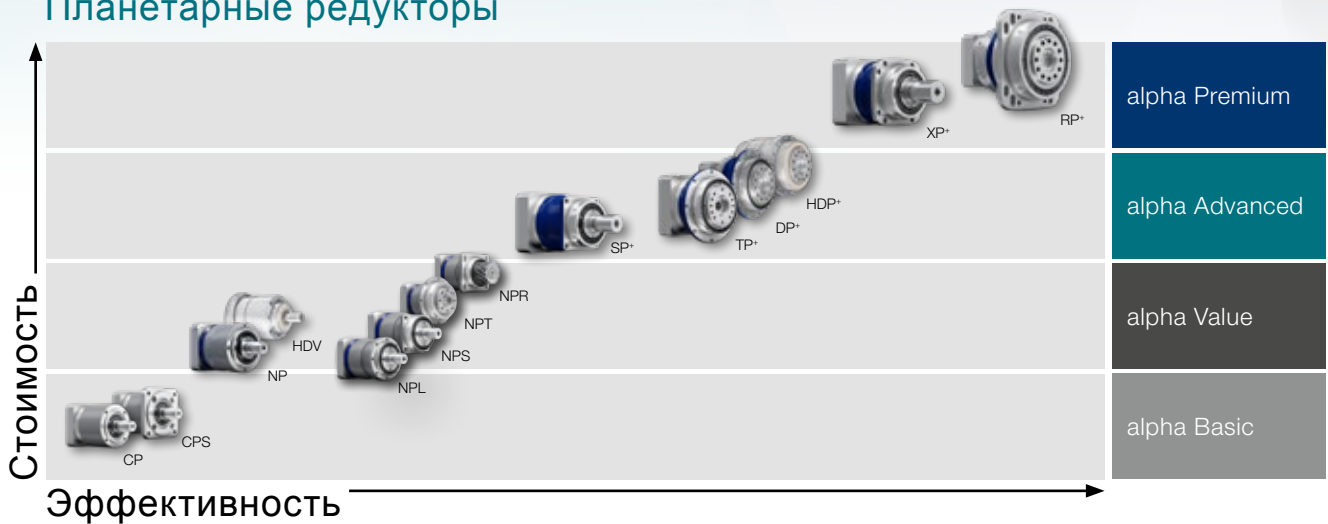 Планетарные редукторы
alpha Premium
RP+
XP+
alpha Advanced
HDP+
DP+
TP+
SP+
alpha Value
NPR
NPT
HDV
NPS
NP
NPL
alpha Basic
CPS
CP
Стоимость
Эффективность